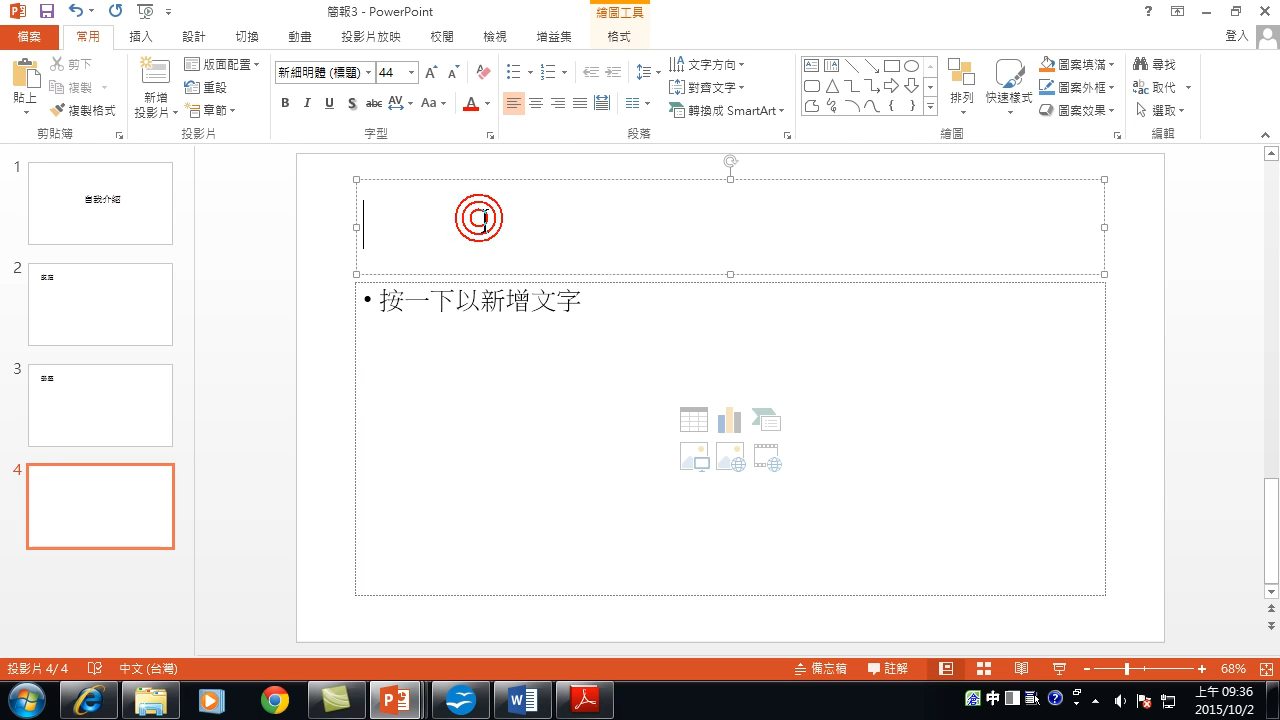 簡報3 - PowerPoint
繪圖工具
檔案
常用
插入
設計
切換
動畫
投影片放映
校閱
檢視
增益集
格式
登入
貼上
剪下
複製
複製格式
剪貼簿
新增
投影片
版面配置
重設
章節
投影片
新細明體 (標題)
44
B I U S abc AV Aa A
字型
文字方向
對齊文字
轉換成 SmartArt
段落
排列
快速樣式
圖案填滿
圖案外框
圖案效果
繪圖
尋找
取代
選取
編輯
1
自我介紹
2
3
4
• 按一下以新增文字
投影片 4/ 4
中文 (台灣)
備忘稿
註解
68%
中
上午 09:36
2015/10/2